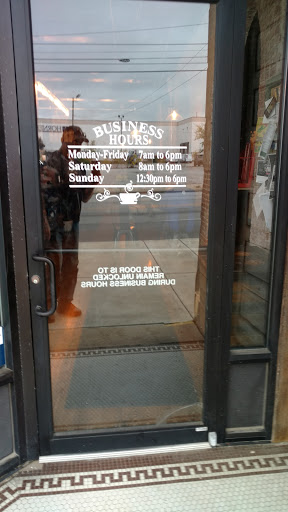 BUSINESS
HOURS
Monday-Friday 7am to 6pm
Saturday 8am to 6pm
Sunday 12:30pm to 6pm
THIS DOOR IS TO
REMAIN UNLOCKED
DURING BUSINESS HOURS